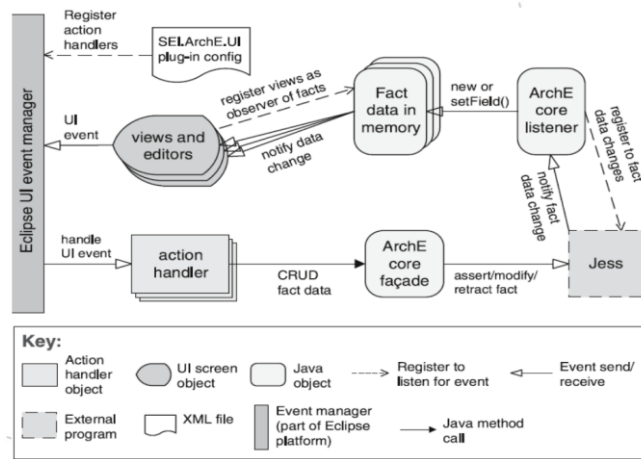 Register
action
handlers
SEI.ArchE.UI
plug-in config
Eclipse UI event manager
UI
event
views and
editors
register views as
observer of facts
notify data
change
Fact
data in
memory
new or
setField()
ArchE
core
listener
register to fact
data changes
notify fact
data change
handle
UI event
action
handler
CRUD
fact data
ArchE
core
façade
assert/modify/
retract fact
Jess
Key:
Action
handler
object
UI screen
object
Java
object
Register to
listen for event
Event send/
receive
External
program
XML file
Event manager
(part of Eclipse
platform)
Java method
call